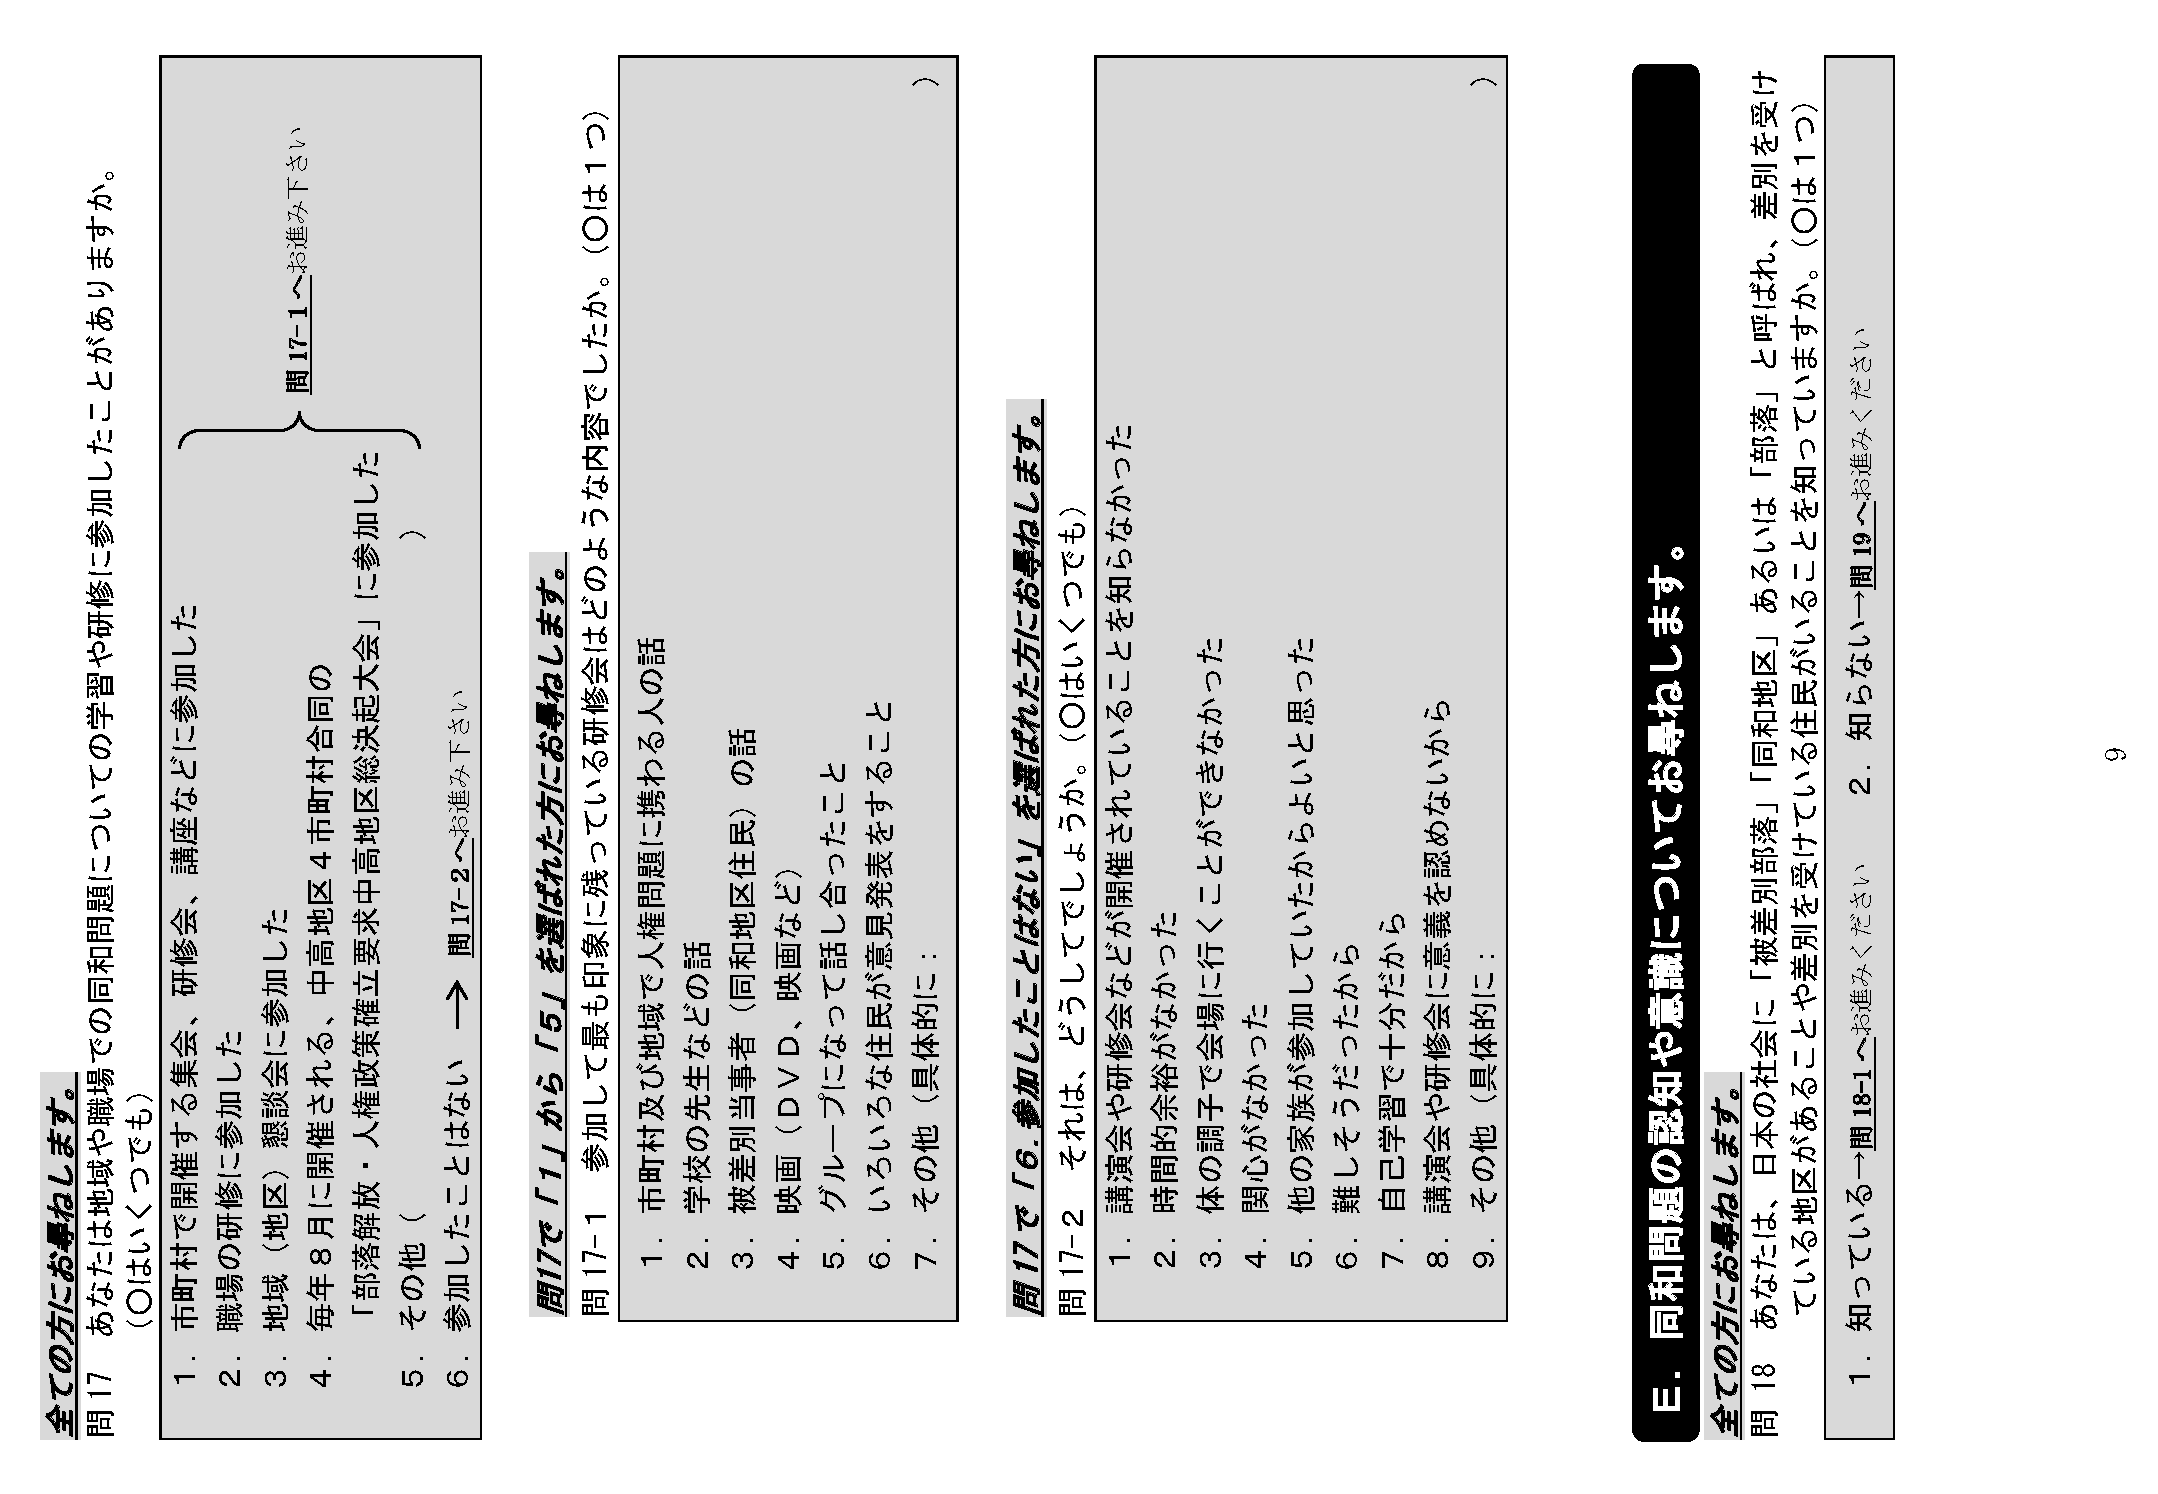 全ての方にお尋ねします。
問 17　あなたは地域や職場での同和問題についての学習や研修に参加したことがありますか。
（〇はいくつでも）
１．市町村で開催する集会、研修会、講座などに参加した
２．職場の研修に参加した
３．地域（地区）懇談会に参加した
４．毎年８月に開催される、中高地区４市町村合同の
「部落解放・人権政策確立要求中高地区総決起大会」に参加した
５．その他（　　　）
問 17-1 へお進み下さい
６．参加したことはない　→　問 17-2 へお進み下さい
問17で「1」から「5」を選ばれた方にお尋ねします。
問 17-1　参加して最も印象に残っている研修会はどのような内容でしたか。（〇は１つ）
１．市町村及び地域で人権問題に携わる人の話
２．学校の先生などの話
３．被差別当事者（同和地区住民）の話
４．映画（ＤＶＤ、映画など）
５．グループになって話し合ったこと
６．いろいろな住民が意見発表をすること
７．その他（具体的に：　　　）
問 17 で「6.参加したことはない」を選ばれた方にお尋ねします。
問 17-2　それは、どうしてでしょうか。（〇はいくつでも）
１．講演会や研修会などが開催されていることを知らなかった
２．時間的余裕がなかった
３．体の調子で会場に行くことができなかった
４．関心がなかった
５．他の家族が参加していたからよいと思った
６．難しそうだったから
７．自己学習で十分だから
８．講演会や研修会に意義を認めないから
９．その他（具体的に：　　　）
Ｅ．同和問題の認知や意識についてお尋ねします。
全ての方にお尋ねします。
問 18　あなたは、日本の社会に「被差別部落」「同和地区」あるいは「部落」と呼ばれ、差別を受け
ている地区があることや差別を受けている住民がいることを知っていますか。（〇は１つ）
１．知っている→問 18-1 へお進みください　２．知らない→問 19 へお進みください
9